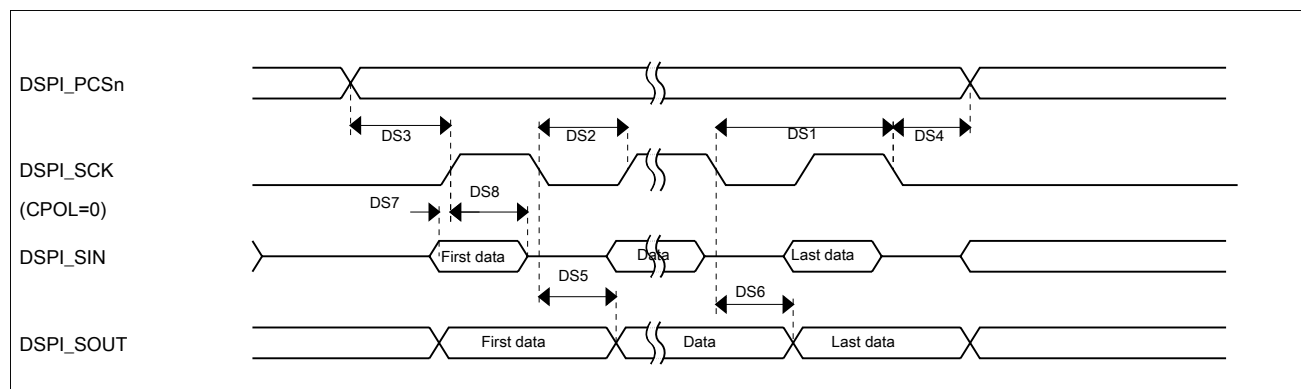 DSPI_PCSn
DS3
DS2
DS1
DS4
DSPI_SCK
(CPOL=0)
DS7
DS8
DSPI_SIN
First data
Data
Last data
DS5
DS6
DSPI_SOUT
First data
Data
Last data